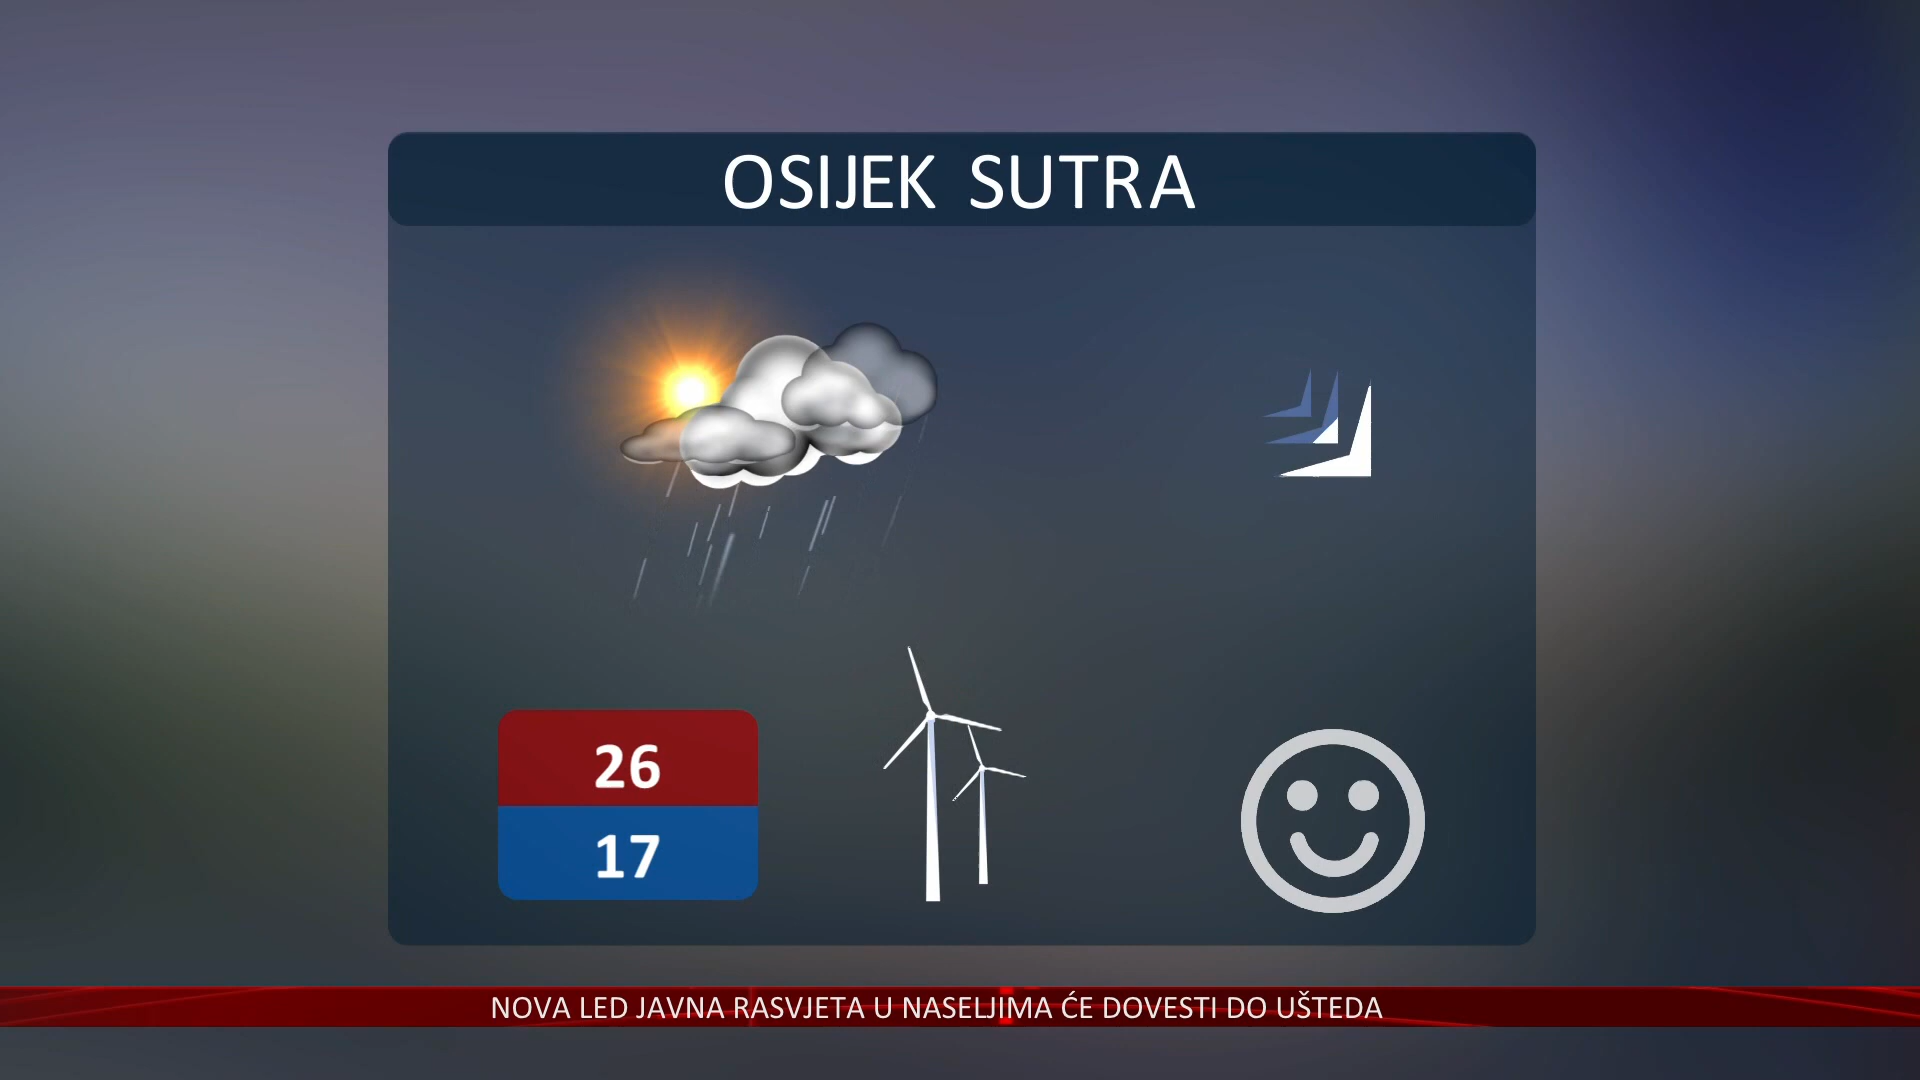 OSIJEK SUTRA
26
17
NOVA LED JAVNA RASVJETA U NASELJIMA ĆE DOVESTI DO UŠTEDA